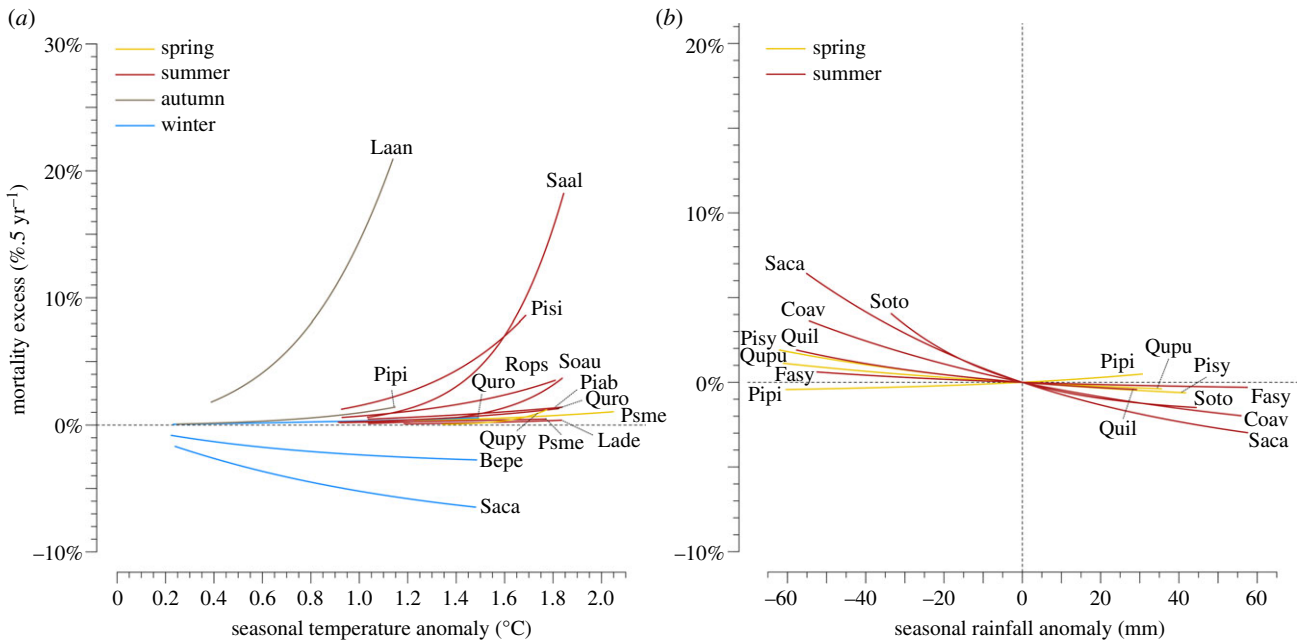 (a)
30%
20%
10%
0%
–10%
mortality excess (%.5 yr–1)
spring
summer
autumn
winter
Laan
Saal
Pisi
Pipi
Quro
Rops
Soau
Piab
Quro
Psme
Qupy
Psme
Lade
Bepe
Saca
0 0.2 0.4 0.6 0.8 1.0 1.2 1.4 1.6 1.8 2.0
seasonal temperature anomaly (°C)
(b)
20%
10%
0%
–10%
spring
summer
Saca
Soto
Coav
Pisy
Quil
Qupu
Fasy
Pipi
Pipi
Qupu
Pisy
Soto
Fasy
Quil
Coav
Saca
–60 –40 –20 0 20 40 60
seasonal rainfall anomaly (mm)